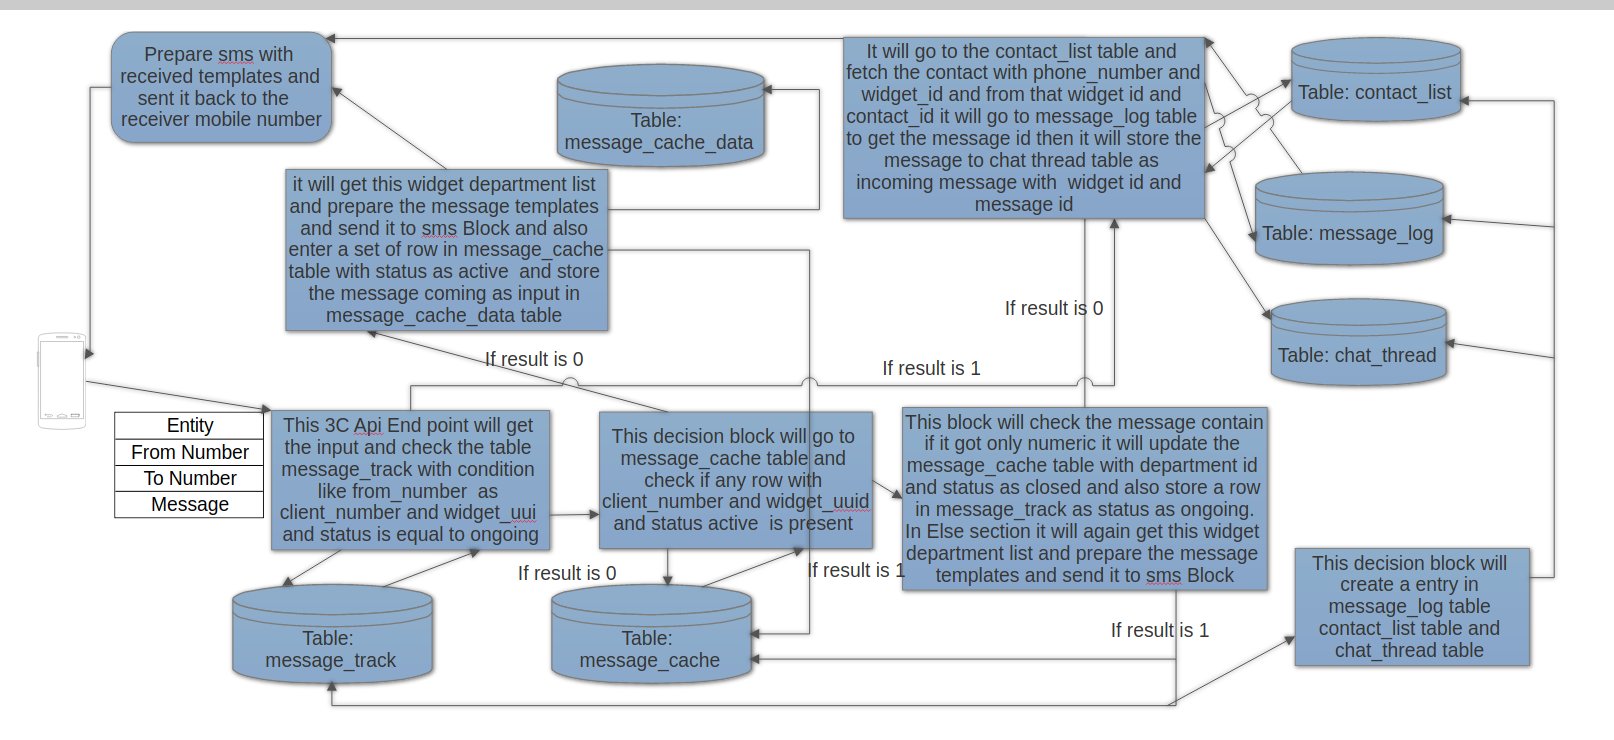 Prepare sms with
received templates and
sent it back to the
receiver mobile number
Table:
message_cache_data
It will go to the contact_list table and
fetch the contact with phone_number and
widget_id and from that widget id and
contact_id it will go to message_log table
to get the message id then it will store the
message to chat thread table as
incoming message with  widget id and
message id
Table: contact_list
it will get this widget department list
and prepare the message templates
and send it to sms Block and also
enter a set of row in message_cache
table with status as active  and store
the message coming as input in
message_cache_data table
Table: message_log
If result is 0
Table: chat_thread
If result is 0
If result is 1
Entity
From Number
To Number
Message
This 3C Api End point will get
the input and check the table
message_track with condition
like from_number  as
client_number and widget_uui
and status is equal to ongoing
This decision block will go to
message_cache table and
check if any row with
client_number and widget_uuid
and status active  is present
This block will check the message contain
if it got only numeric it will update the
message_cache table with department id
and status as closed and also store a row
in message_track as status as ongoing.
In Else section it will again get this widget
department list and prepare the message
templates and send it to sms Block
If result is 0
If result is 1
This decision block will
create a entry in
message_log table
contact_list table and
chat_thread table
Table:
message_track
Table:
message_cache
If result is 1